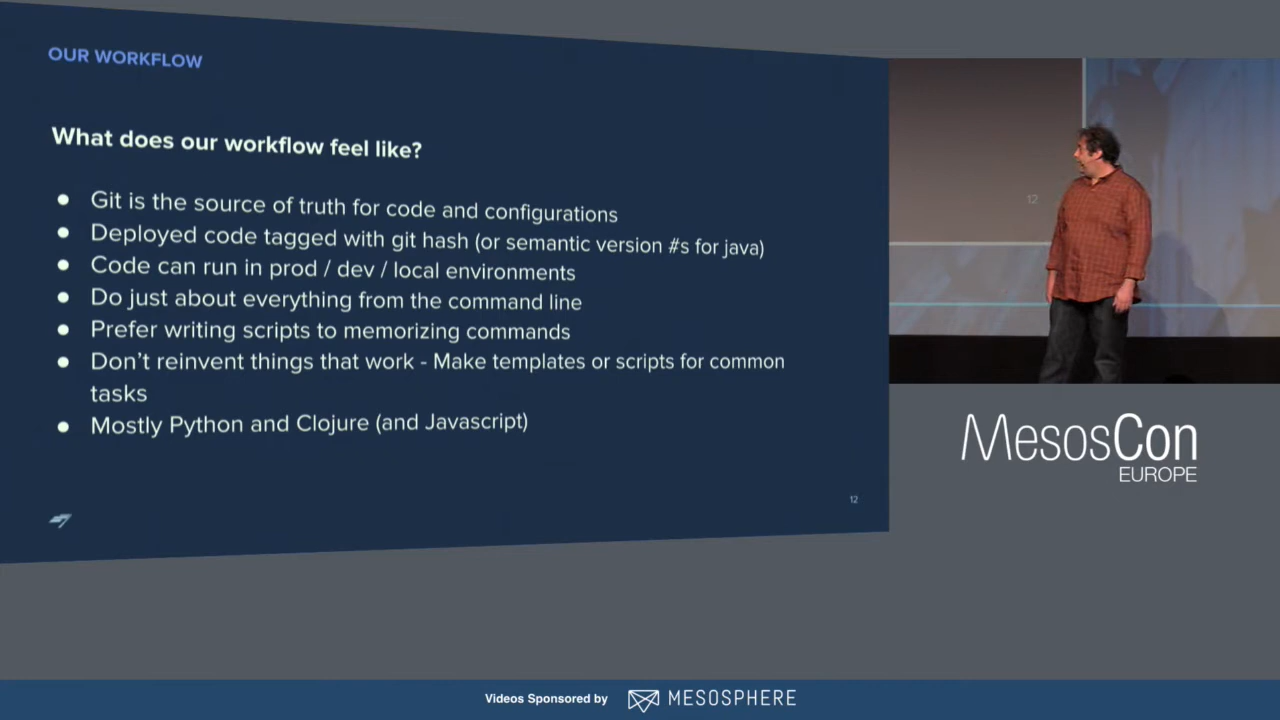 OUR WORKFLOW
What does our workflow feel like?
● Git is the source of truth for code and configurations
● Deployed code tagged with git hash (or semantic version #s for java)
● Code can run in prod / dev / local environments
● Do just about everything from the command line
● Prefer writing scripts to memorizing commands
● Don’t reinvent things that work - Make templates or scripts for common
tasks
● Mostly Python and Clojure (and Javascript)
12
12
MesosCon
EUROPE
Videos Sponsored by MESOSPHERE